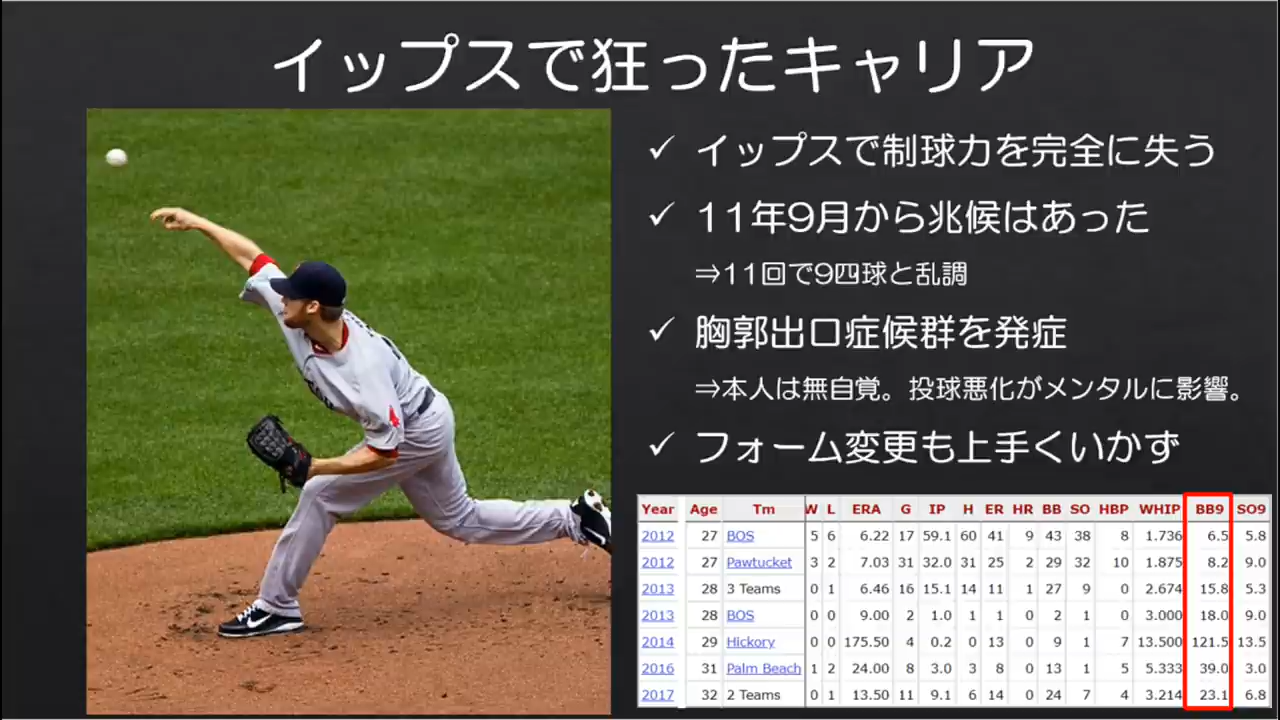 イップスで狂ったキャリア
✓ イップスで制球力を完全に失う
✓ 11年9月から兆候はあった
⇒11回で9四球と乱調
✓ 胸郭出口症候群を発症
⇒本人は無自覚。投球悪化がメンタルに影響。
✓ フォーム変更も上手くいかず
Year Age Tm W L ERA G IP H ER HR BB SO HBP WHIP BB9 SO9
2012 27 BOS 5 6 6.22 17 59.1 60 41 9 43 38 8 1.736 6.5 5.8
2012 27 Pawtucket 3 2 7.03 31 32.0 31 25 2 29 32 10 1.875 8.2 9.0
2013 28 3 Teams 0 1 6.46 16 15.1 14 11 1 27 9 0 2.674 15.8 5.3
2013 28 BOS 0 0 9.00 2 1.0 1 1 0 2 1 0 3.000 18.0 9.0
2014 29 Hickory 0 0 175.50 4 0.2 0 13 0 9 1 7 13.500 121.5 13.5
2016 31 Palm Beach 1 2 24.00 8 3.0 3 8 0 13 1 5 5.333 39.0 3.0
2017 32 2 Teams 0 1 13.50 11 9.1 6 14 0 24 7 4 3.214 23.1 6.8